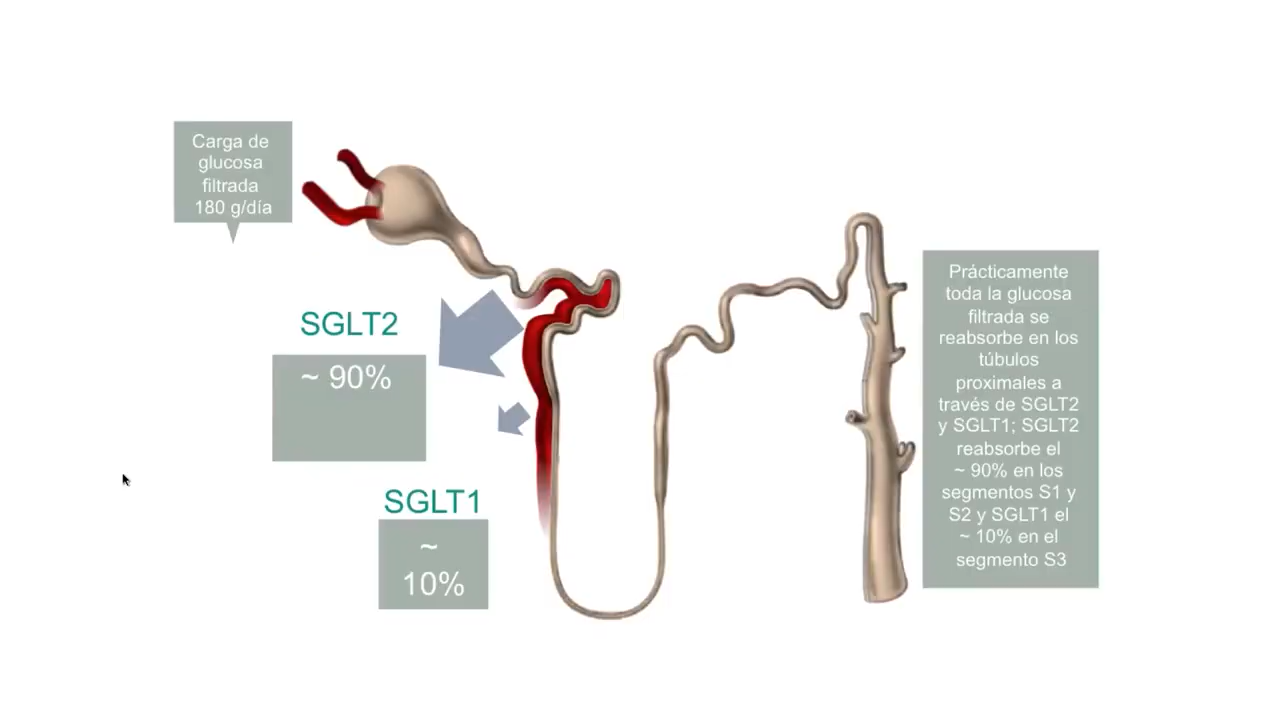 Carga de
glucosa
filtrada
180 g/día
SGLT2
~ 90%
SGLT1
~
10%
Prácticamente
toda la glucosa
filtrada se
reabsorbe en los
túbulos
proximales a
través de SGLT2
y SGLT1; SGLT2
reabsorbe el
~ 90% en los
segmentos S1 y
S2 y SGLT1 el
~ 10% en el
segmento S3